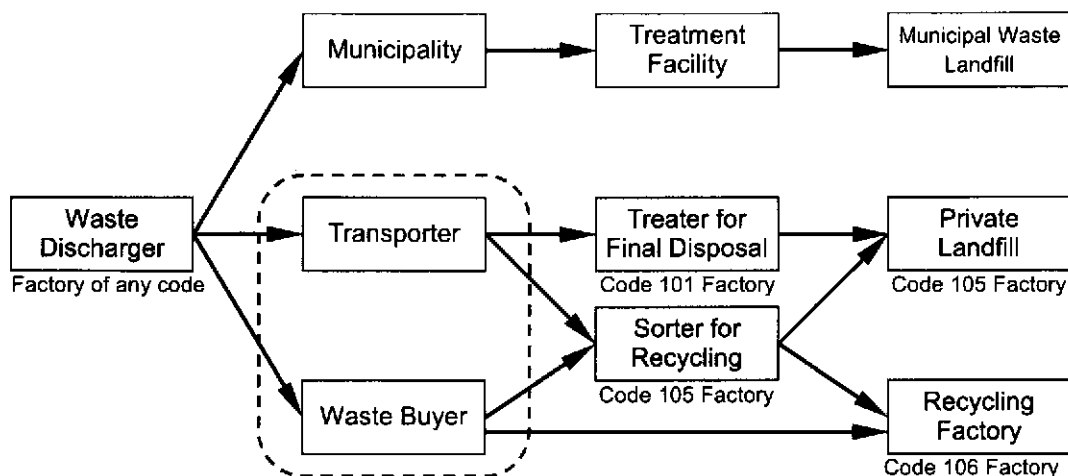 Municipality
Treatment
Facility
Municipal Waste
Landfill
Waste
Discharger
Factory of any code
Transporter
Treater for
Final Disposal
Code 101 Factory
Private
Landfill
Code 105 Factory
Sorter for
Recycling
Code 105 Factory
Waste Buyer
Recycling
Factory
Code 106 Factory